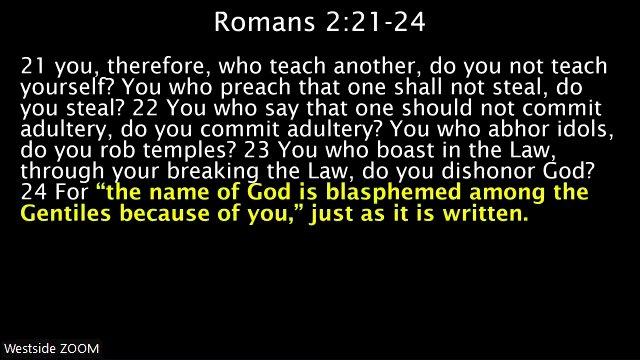 Romans 2:21-24
21 you, therefore, who teach another, do you not teach
yourself? You who preach that one shall not steal, do
you steal? 22 You who say that one should not commit
adultery, do you commit adultery? You who abhor idols,
do you rob temples? 23 You who boast in the Law,
through your breaking the Law, do you dishonor God?
24 For “the name of God is blasphemed among the
Gentiles because of you,” just as it is written.
Westside ZOOM